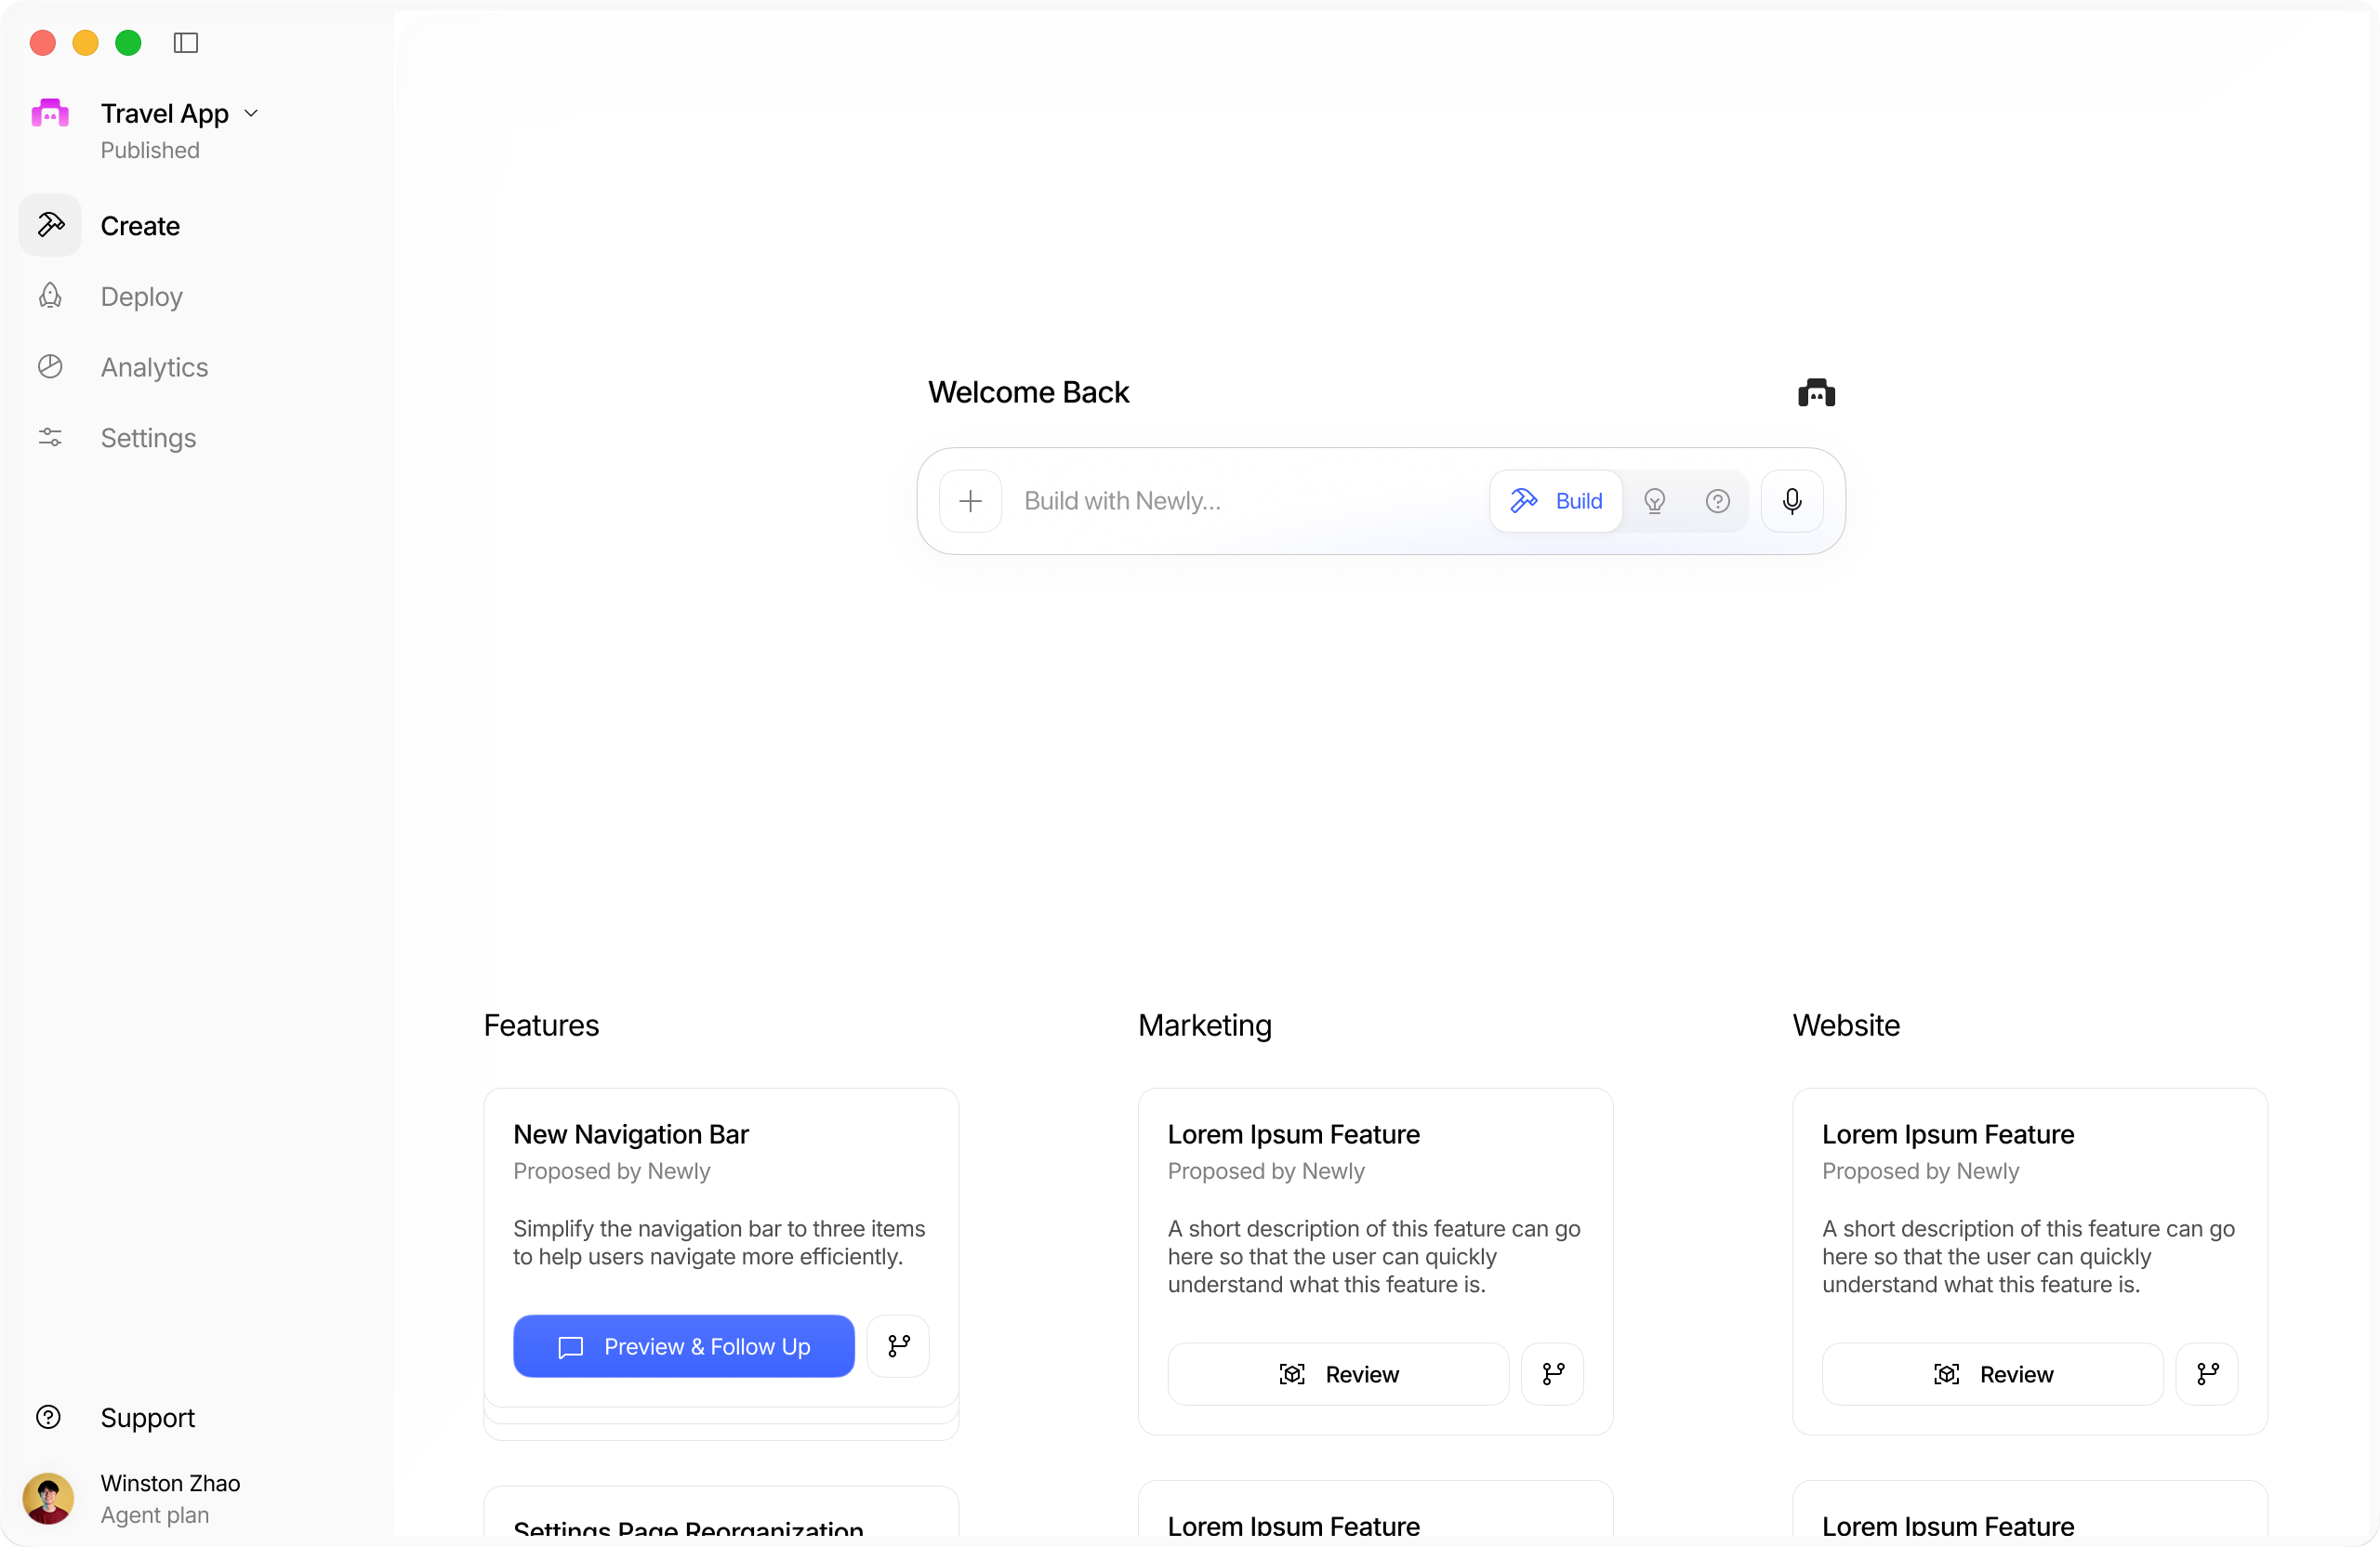 Travel App
Published
Create
Deploy
Analytics
Settings
Welcome Back
Build with Newly...
Build
Features
Marketing
Website
New Navigation Bar
Proposed by Newly
Simplify the navigation bar to three items
to help users navigate more efficiently.
Preview & Follow Up
Lorem Ipsum Feature
Proposed by Newly
A short description of this feature can go
here so that the user can quickly
understand what this feature is.
Review
Lorem Ipsum Feature
Proposed by Newly
A short description of this feature can go
here so that the user can quickly
understand what this feature is.
Review
Settings Page Reorganization
Lorem Ipsum Feature
Lorem Ipsum Feature
Support
Winston Zhao
Agent plan